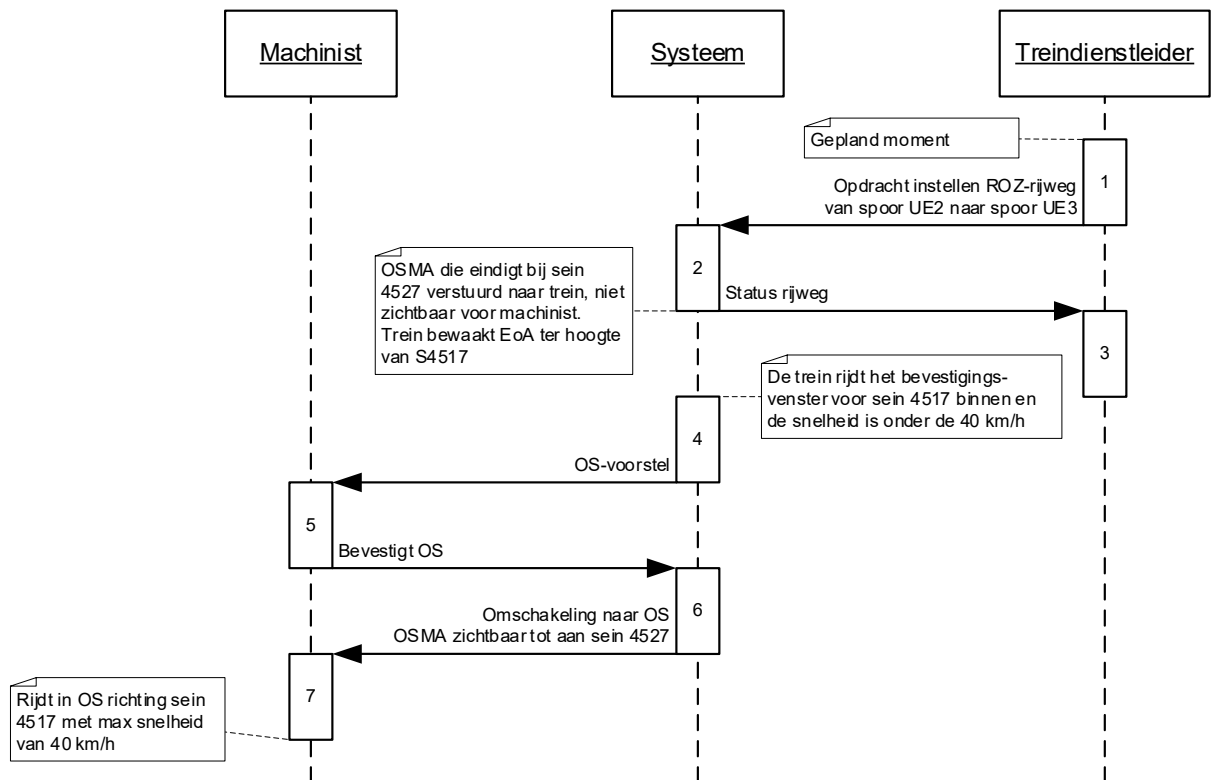 Machinist
Systeem
Treindienstleider
Gepland moment
1
Opdracht instellen ROZ-rijweg
van spoor UE2 naar spoor UE3
2
OSMA die eindigt bij sein
4527 verstuurd naar trein, niet
zichtbaar voor machinist.
Trein bewaakt EoA ter hoogte
van S4517
Status rijweg
3
De trein rijdt het bevestigings-
venster voor sein 4517 binnen en
de snelheid is onder de 40 km/h
4
OS-voorstel
5
Bevestigt OS
6
Omschakeling naar OS
OSMA zichtbaar tot aan sein 4527
7
Rijdt in OS richting sein
4517 met max snelheid
van 40 km/h